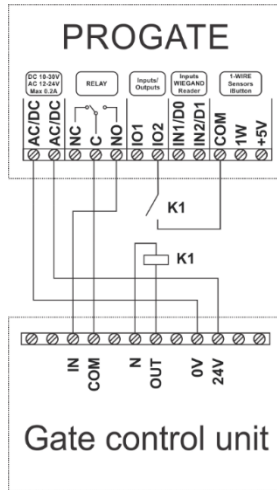 PROGATE
DC 10-30V
AC 12-24V
Max 0.2A
RELAY
Inputs/
Outputs
Inputs
WIEGAND
Reader
1-WIRE
Sensors
iButton
AC/DC
AC/DC
NC
C
NO
IO1
IO2
IN1/D0
IN2/D1
COM
1W
+5V
K1
K1
IN
COM
N
OUT
0V
24V
Gate control unit